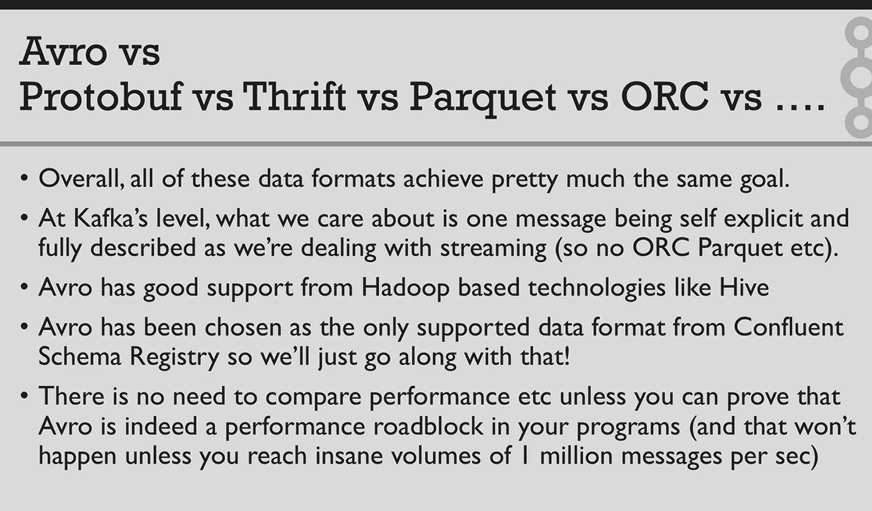 Avro vs
Protobuf vs Thrift vs Parquet vs ORC vs ....
• Overall, all of these data formats achieve pretty much the same goal.
• At Kafka's level, what we care about is one message being self explicit and
fully described as we're dealing with streaming (so no ORC Parquet etc).
• Avro has good support from Hadoop based technologies like Hive
• Avro has been chosen as the only supported data format from Confluent
Schema Registry so we'll just go along with that!
• There is no need to compare performance etc unless you can prove that
Avro is indeed a performance roadblock in your programs (and that won't
happen unless you reach insane volumes of 1 million messages per sec)